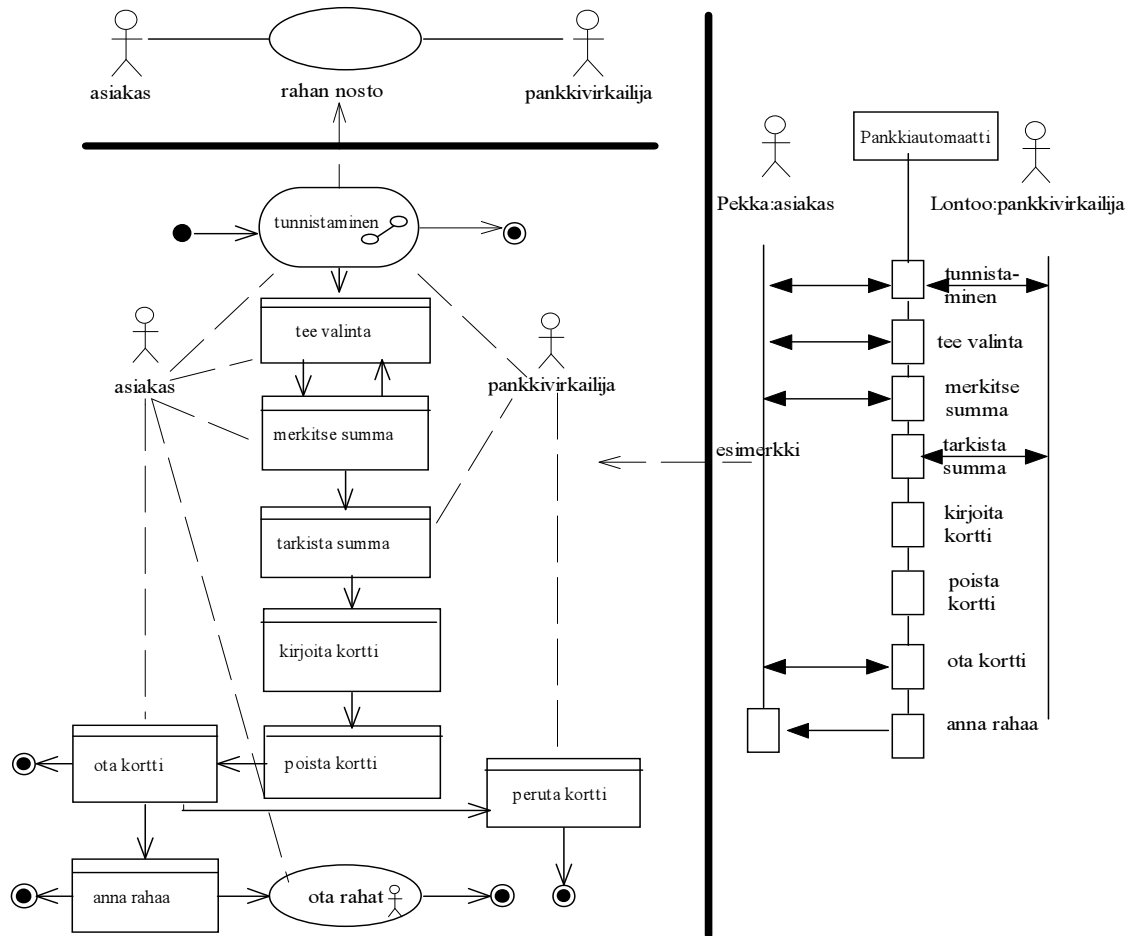 asiakas
rahan nosto
pankkivirkailija
tunnistaminen
tee valinta
asiakas
pankkivirkailija
merkitse summa
tarkista summa
kirjoita kortti
ota kortti
poista kortti
peruta kortti
anna rahaa
ota rahat
esimerkki
Pankkiautomaatti
Pekka:asiakas
Lontoo:pankkivirkailija
tunnista-
minen
tee valinta
merkitse
summa
tarkista
summa
kirjoita
kortti
poista
kortti
ota kortti
anna rahaa